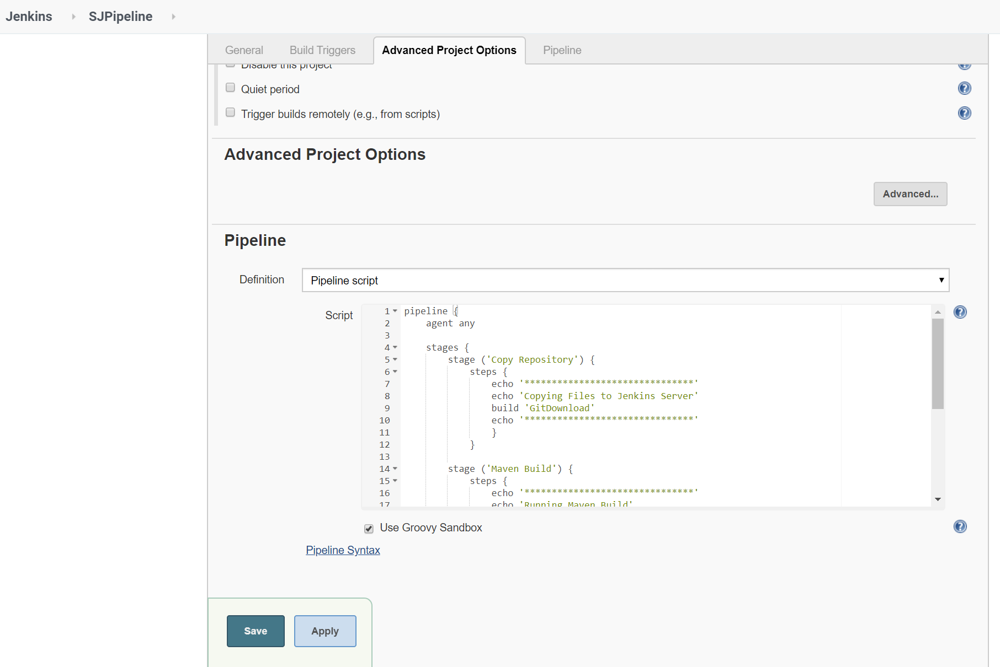 Jenkins SJPipeline
General Build Triggers Advanced Project Options Pipeline
Disable this project
Quiet period
Trigger builds remotely (e.g., from scripts)
Advanced Project Options
Advanced...
Pipeline
Definition Pipeline script
Script
1 pipeline {
2 agent any
3
4 stages {
5 stage ('Copy Repository') {
6 steps {
7 echo '*******************************'
8 echo 'Copying Files to Jenkins Server'
9 build 'GitDownload'
10 echo '*******************************'
11 }
12 }
13
14 stage ('Maven Build') {
15 steps {
16 echo '*******************************'
17 echo 'Running Maven Build'
Use Groovy Sandbox
Pipeline Syntax
Save Apply